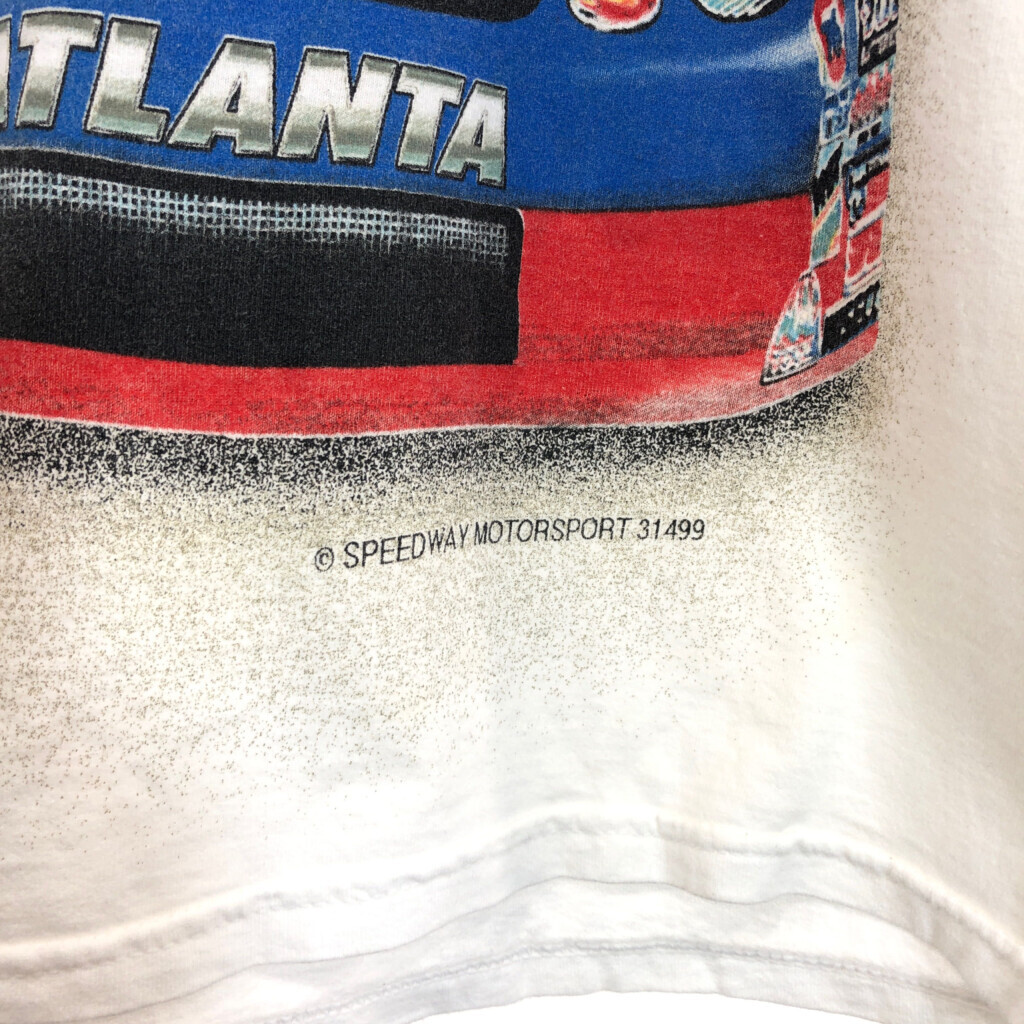 ATLANTA
© SPEEDWAY MOTORSPORT 31499